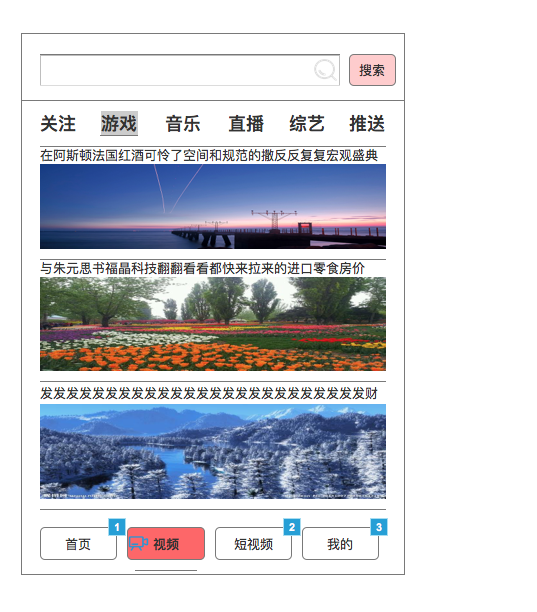 搜索
关注 游戏 音乐 直播 综艺 推送
在阿斯顿法国红酒可怜了空间和规范的撒反反复复宏观盛典
与朱元思书福晶科技翻翻看看都快来拉来的进口零食房价
发发发发发发发发发发发发发发发发发发发发发发发发发财
1 2 3
首页 视频 短视频 我的